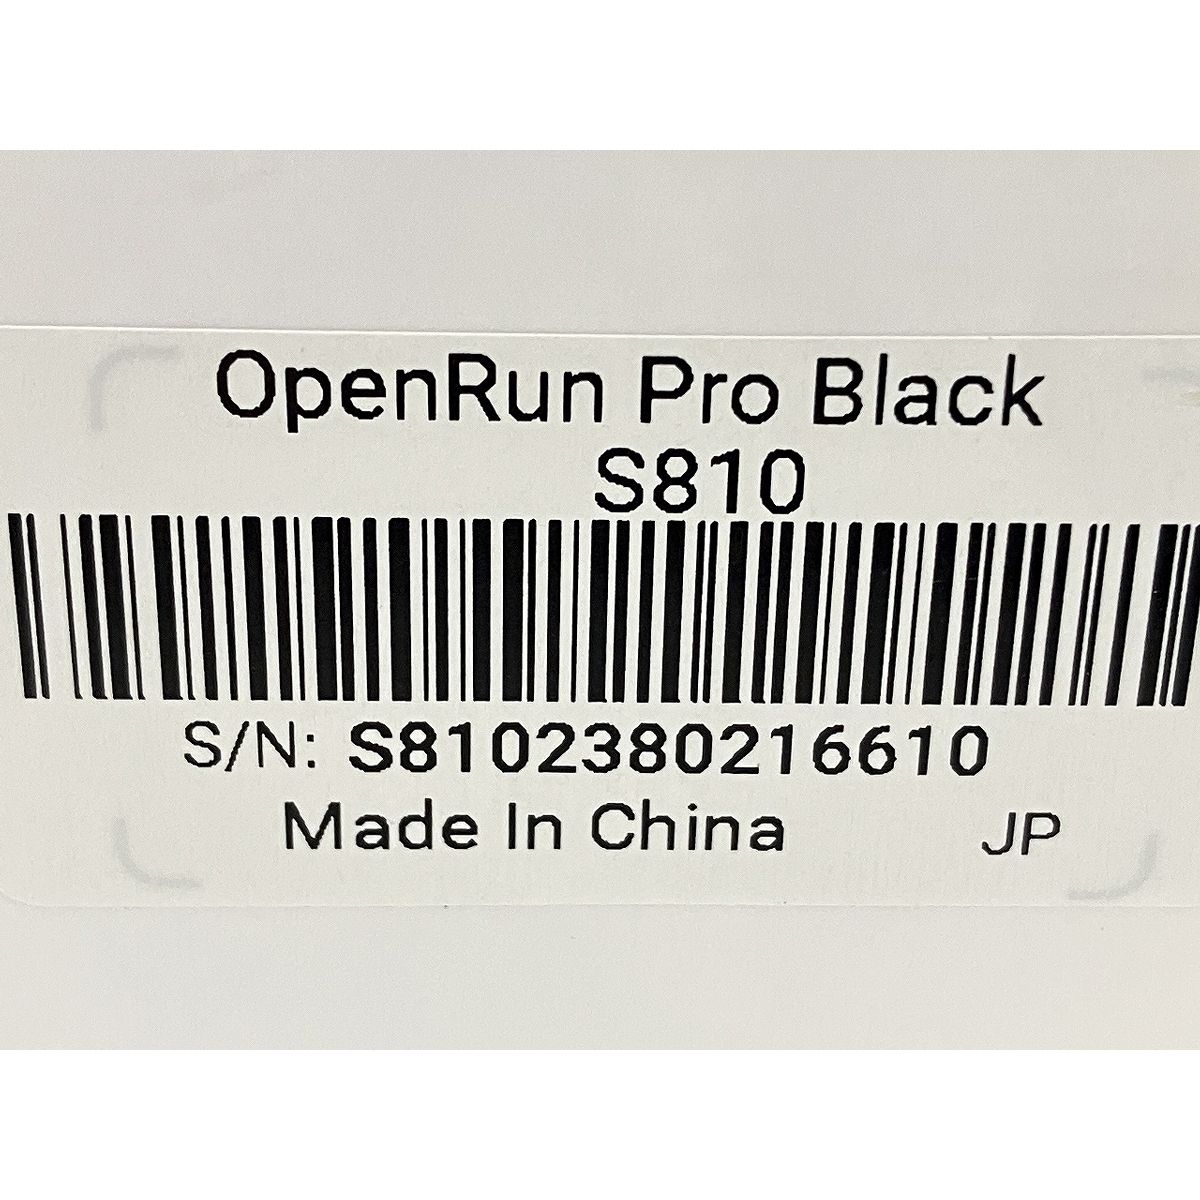 OpenRun Pro Black
S810
S/N: S8102380216610
Made In China JP